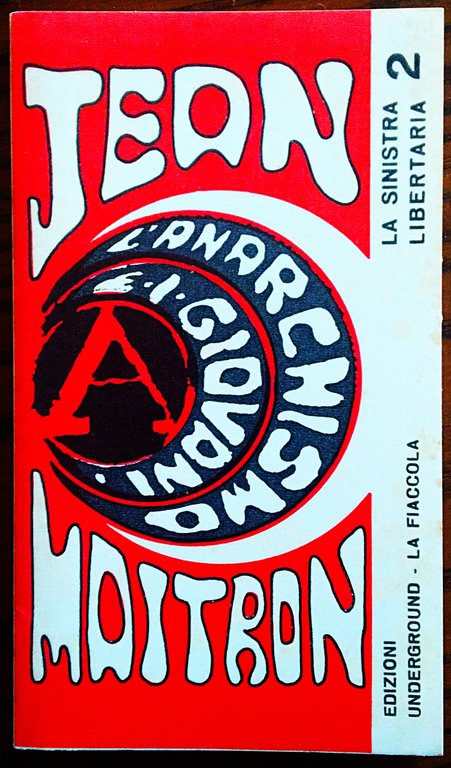 JEAN
L'ANARCHISMO
E.I.GIOVANI.
A
MAITRON
LA SINISTRA
LIBERTARIA 2
EDIZIONI
UNDERGROUND - LA FIACCOLA